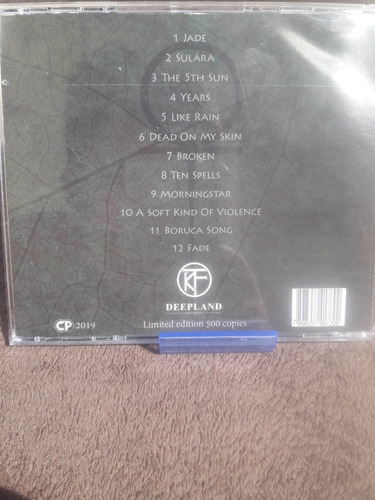 1 Jade
2 Sulara
3 The 5th Sun
4 Years
5 Like Rain
6 Dead On My Skin
7 Broken
8 Ten Spells
9 Morningstar
10 A Soft Kind Of Violence
11 Boruca Song
12 Fade
DEEPLAND
RECORDS
CP 2019
Limited edition 500 copies